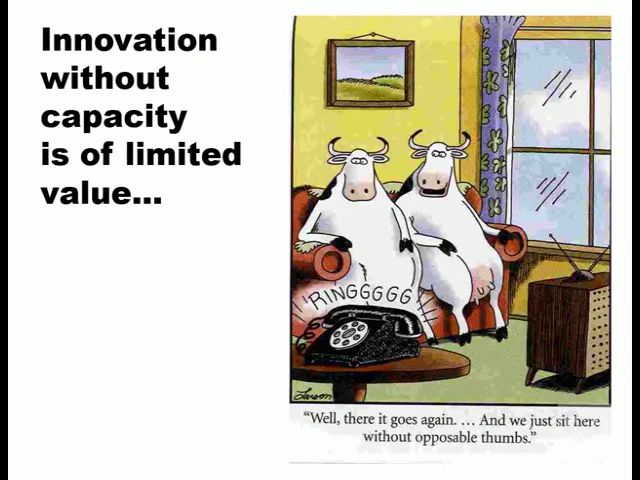 Innovation
without
capacity
is of limited
value...
RINGGGGG
Larson
"Well, there it goes again. ... And we just sit here
without opposable thumbs."